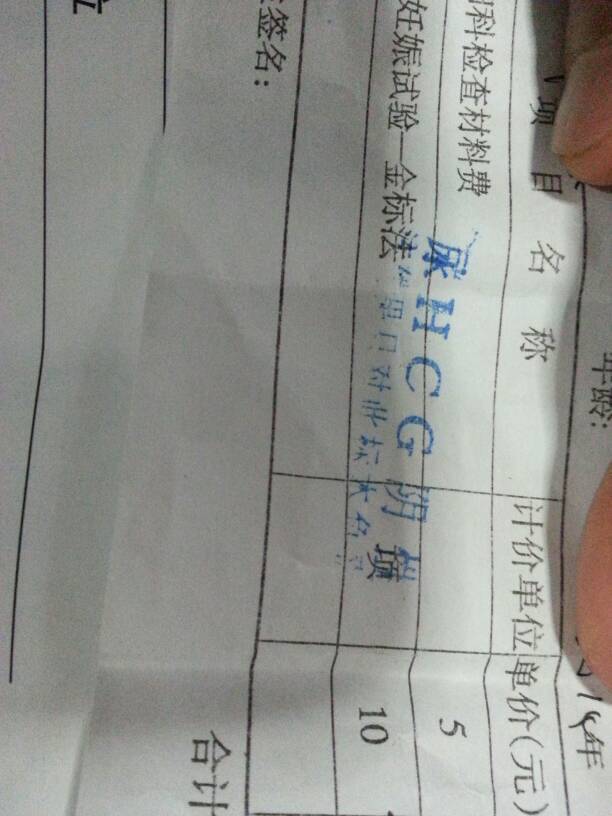 年龄:
年
项目名称 计价单位 单价(元)
科检查材料费 5
妊娠试验—金标法 项 10
尿HCG阴性
签名:
合计